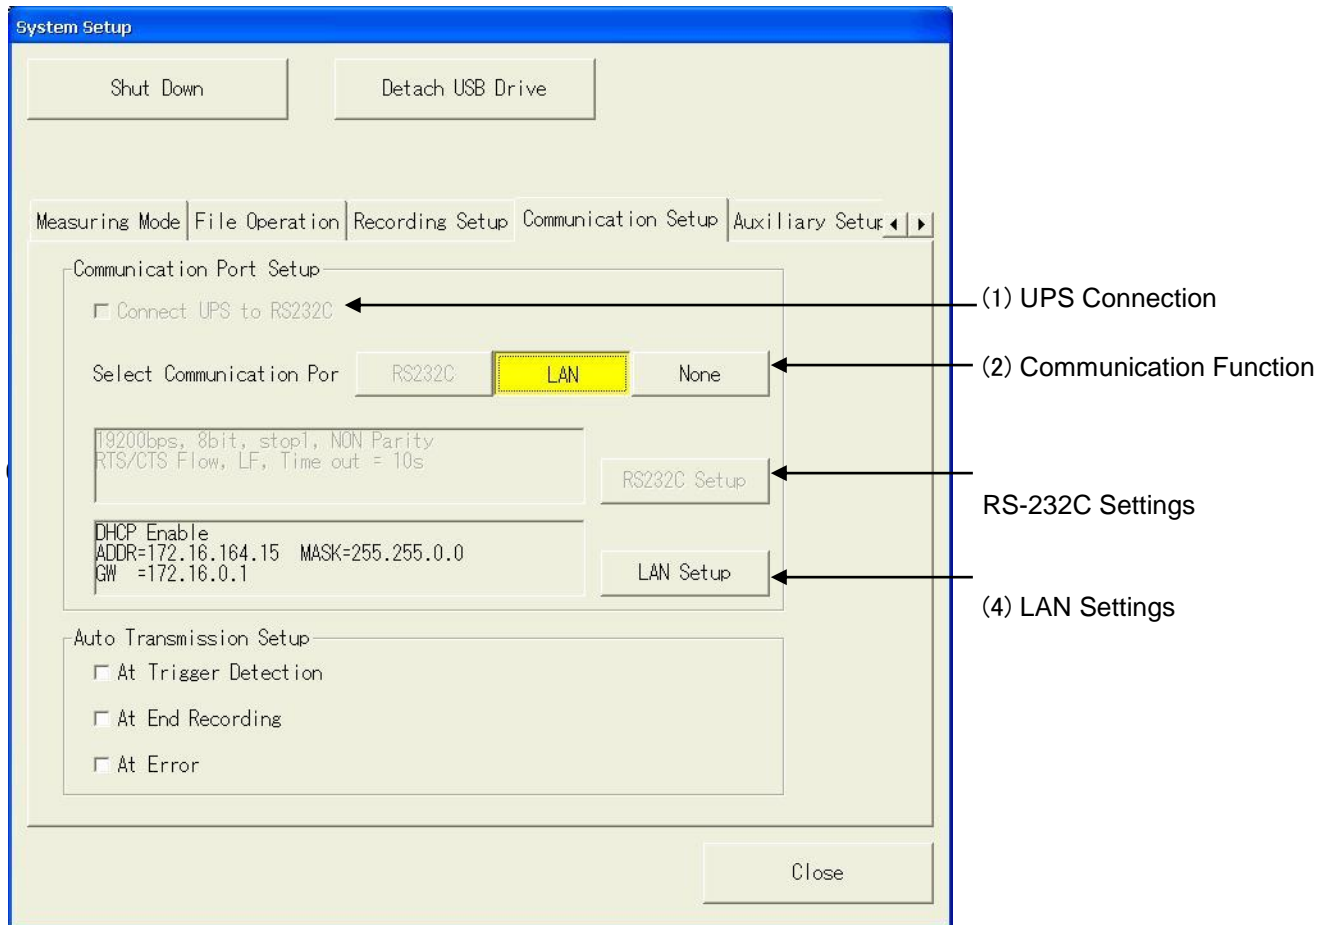 System Setup
Shut Down
Detach USB Drive
Measuring Mode
File Operation
Recording Setup
Communication Setup
Auxiliary Setup
Communication Port Setup
Connect UPS to RS232C
(1) UPS Connection
Select Communication Por
RS232C
LAN
None
(2) Communication Function
19200bps, 8bit, stop1, NON Parity
RTS/CTS Flow, LF, Time out = 10s
RS232C Setup
RS-232C Settings
DHCP Enable
ADDR=172.16.164.15 MASK=255.255.0.0
GW =172.16.0.1
LAN Setup
(4) LAN Settings
Auto Transmission Setup
At Trigger Detection
At End Recording
At Error
Close